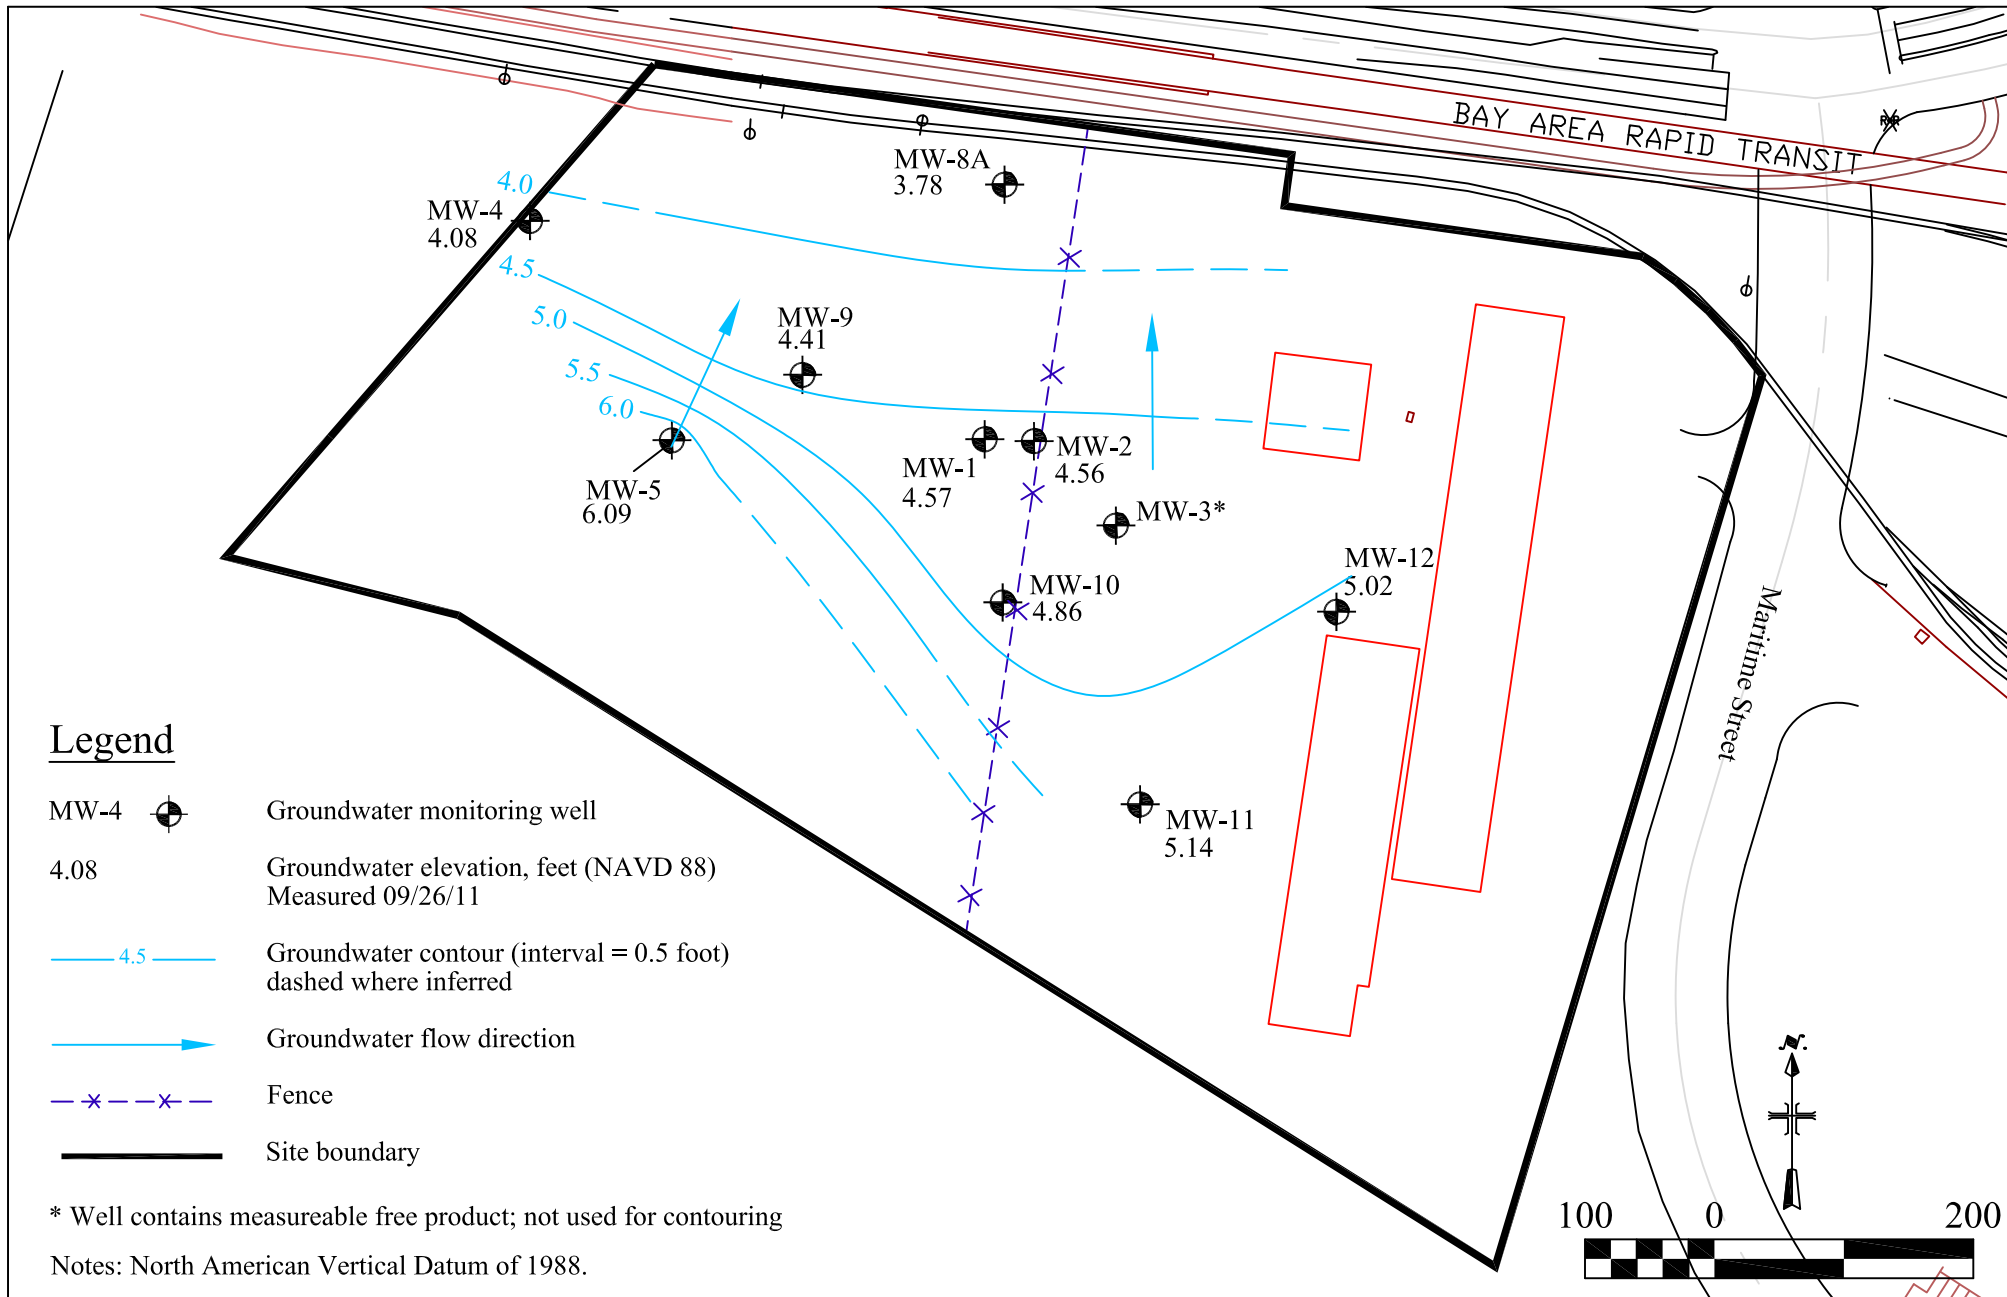 BAY AREA RAPID TRANSIT
MW-8A
3.78
4.0
MW-4
4.08
4.5
5.0
MW-9
4.41
5.5
6.0
MW-5
6.09
MW-1
4.57
MW-2
4.56
MW-3*
MW-12
5.02
MW-10
4.86
MW-11
5.14
Maritime Street
Legend
MW-4 Groundwater monitoring well
4.08 Groundwater elevation, feet (NAVD 88)
Measured 09/26/11
4.5 Groundwater contour (interval = 0.5 foot)
dashed where inferred
Groundwater flow direction
Fence
Site boundary
* Well contains measureable free product; not used for contouring
Notes: North American Vertical Datum of 1988.
100 0 200